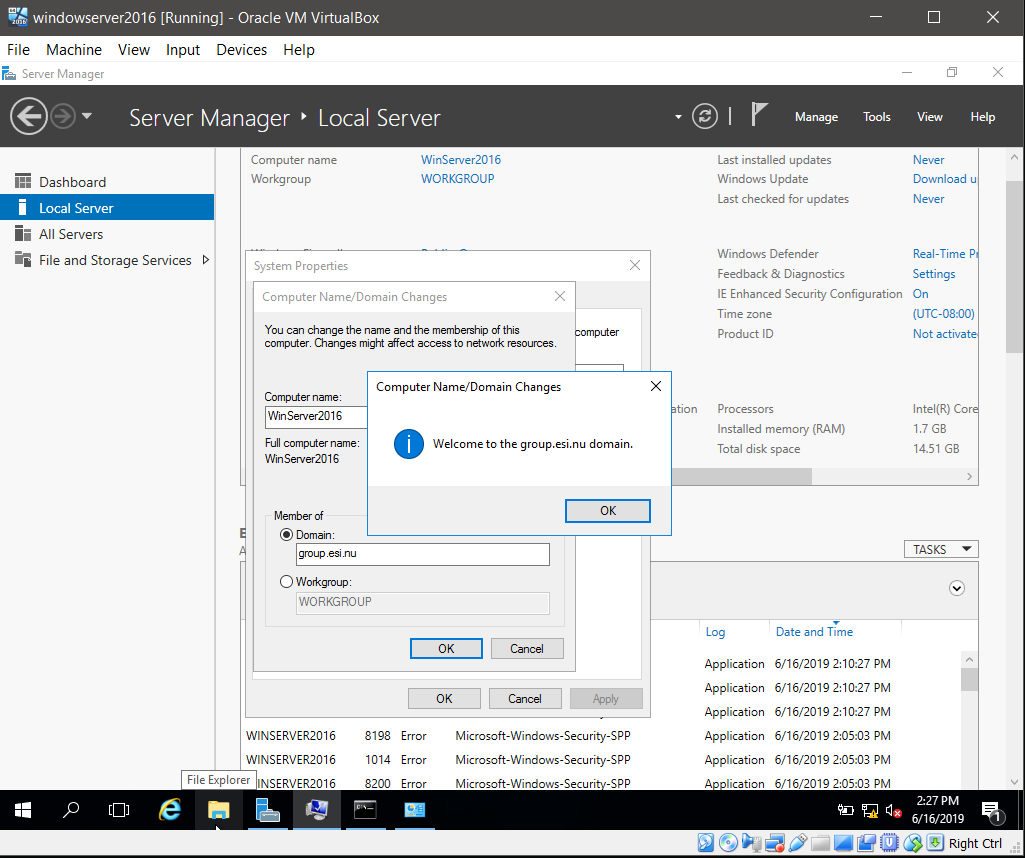 windowserver2016 [Running] - Oracle VM VirtualBox
File Machine View Input Devices Help
Server Manager
Server Manager • Local Server
Manage Tools View Help
Dashboard
Local Server
All Servers
File and Storage Services
Computer name WinServer2016
Workgroup WORKGROUP
Last installed updates Never
Windows Update Download u
Last checked for updates Never
Windows Defender Real-Time Pr
Feedback & Diagnostics Settings
IE Enhanced Security Configuration On
Time zone (UTC-08:00)
Product ID Not activate
Processors Intel(R) Core
Installed memory (RAM) 1.7 GB
Total disk space 14.51 GB
System Properties
computer
Computer Name/Domain Changes
You can change the name and the membership of this
computer. Changes might affect access to network resources.
Computer name:
WinServer2016
Full computer name:
WinServer2016
Member of
Domain:
group.esi.nu
Workgroup:
WORKGROUP
OK Cancel
OK Cancel Apply
Computer Name/Domain Changes
Welcome to the group.esi.nu domain.
OK
TASKS
Log Date and Time
Application 6/16/2019 2:10:27 PM
Application 6/16/2019 2:10:27 PM
Application 6/16/2019 2:10:27 PM
WINSERVER2016 8198 Error Microsoft-Windows-Security-SPP Application 6/16/2019 2:05:03 PM
WINSERVER2016 1014 Error Microsoft-Windows-Security-SPP Application 6/16/2019 2:05:03 PM
WINSERVER2016 8200 Error Microsoft-Windows-Security-SPP Application 6/16/2019 2:05:03 PM
File Explorer
2:27 PM
6/16/2019
1
Right Ctrl